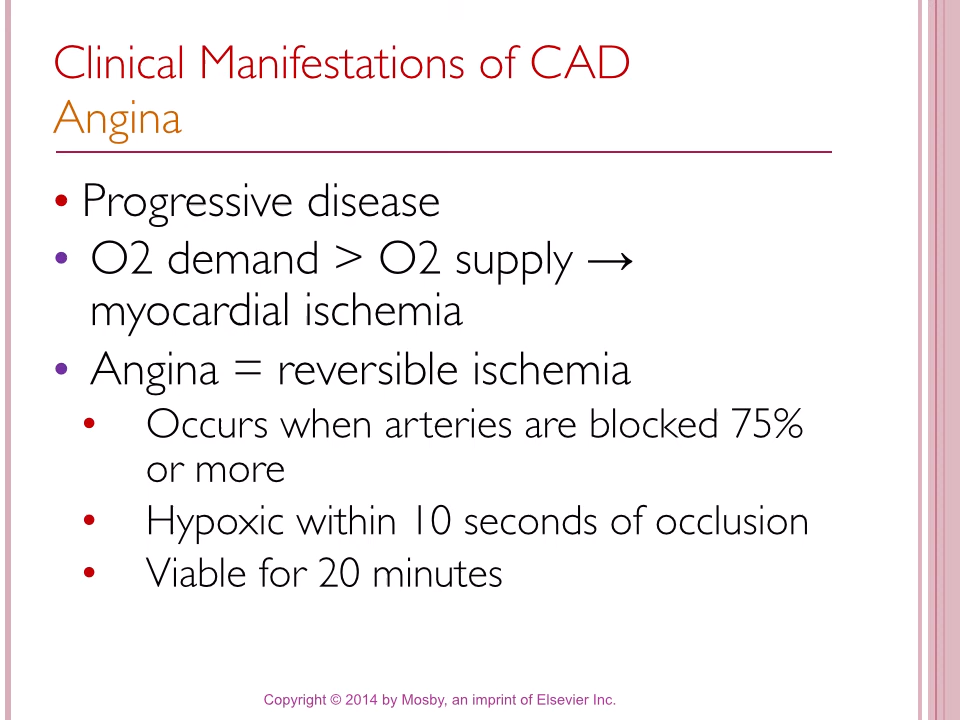 Clinical Manifestations of CAD
Angina
• Progressive disease
• O2 demand > O2 supply →
myocardial ischemia
• Angina = reversible ischemia
• Occurs when arteries are blocked 75%
or more
• Hypoxic within 10 seconds of occlusion
• Viable for 20 minutes
Copyright © 2014 by Mosby, an imprint of Elsevier Inc.